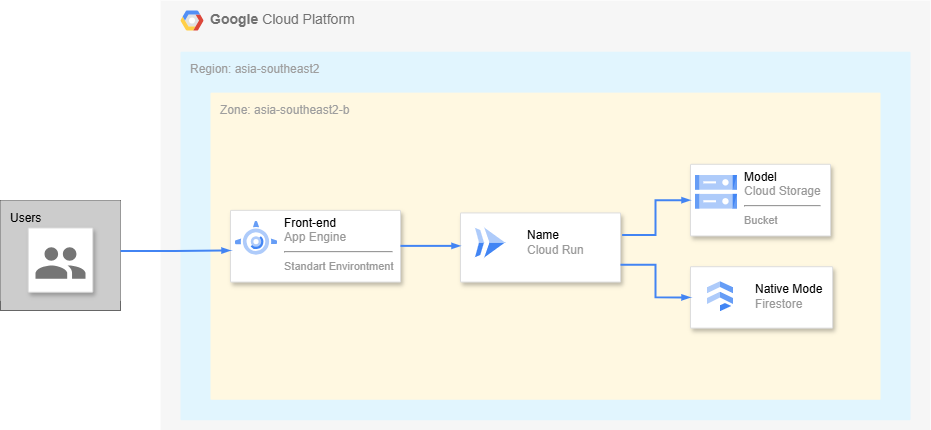 Google Cloud Platform
Region: asia-southeast2
Zone: asia-southeast2-b
Users
Front-end
App Engine
Standart Environtment
Name
Cloud Run
Model
Cloud Storage
Bucket
Native Mode
Firestore